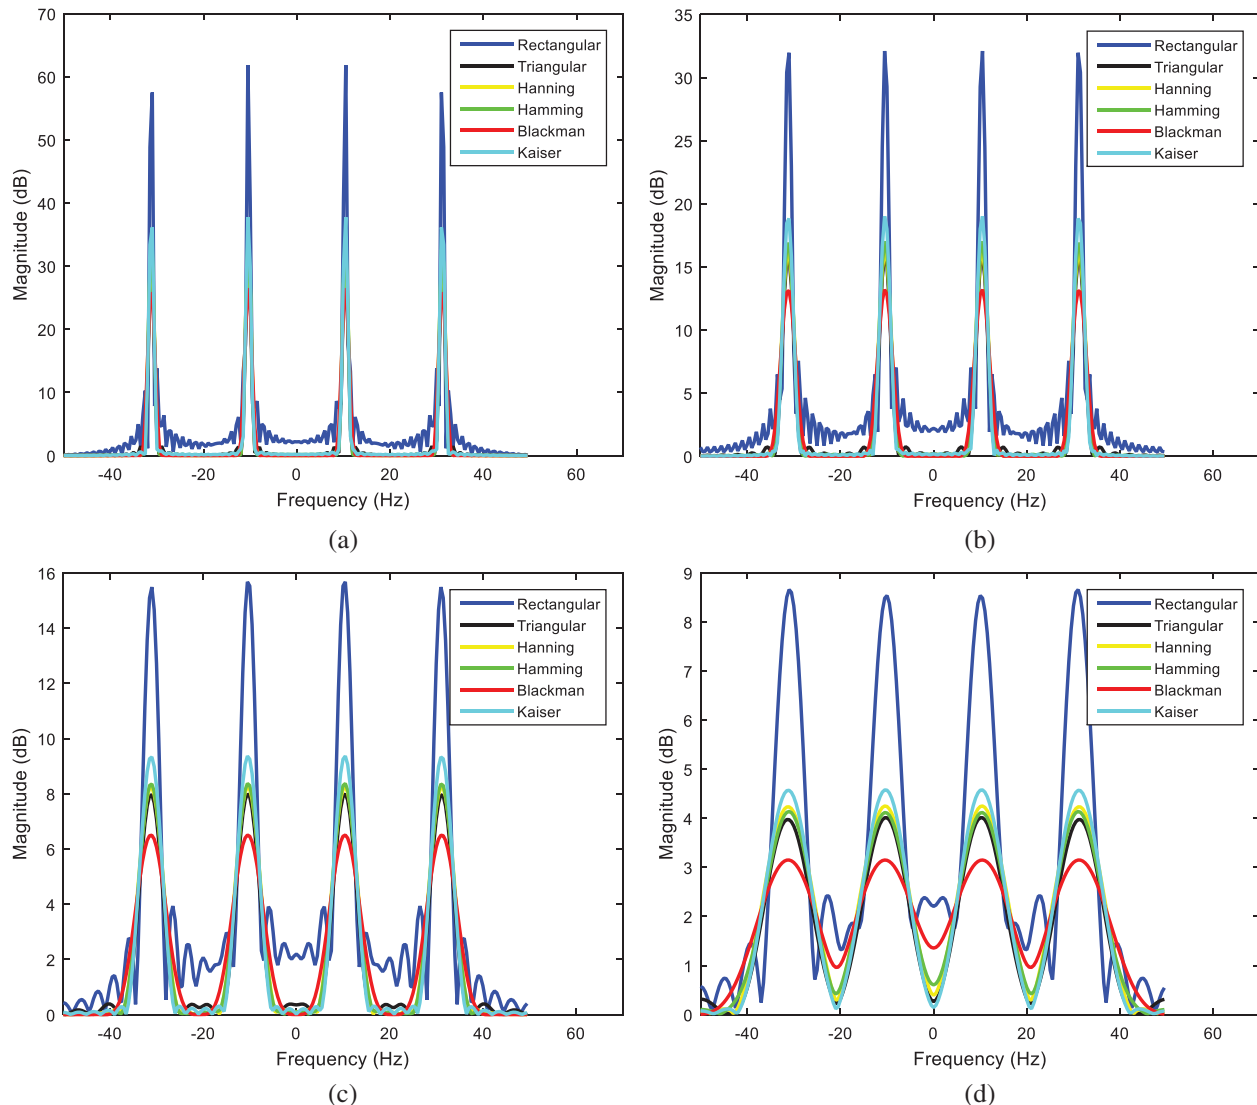 70
60
50
40
30
20
10
0
Magnitude (dB)
-40
-20
0
20
40
60
Frequency (Hz)
Rectangular
Triangular
Hanning
Hamming
Blackman
Kaiser
(a)
35
30
25
20
15
10
5
0
Magnitude (dB)
-40
-20
0
20
40
60
Frequency (Hz)
Rectangular
Triangular
Hanning
Hamming
Blackman
Kaiser
(b)
16
14
12
10
8
6
4
2
0
Magnitude (dB)
-40
-20
0
20
40
60
Frequency (Hz)
Rectangular
Triangular
Hanning
Hamming
Blackman
Kaiser
(c)
9
8
7
6
5
4
3
2
1
0
Magnitude (dB)
-40
-20
0
20
40
60
Frequency (Hz)
Rectangular
Triangular
Hanning
Hamming
Blackman
Kaiser
(d)